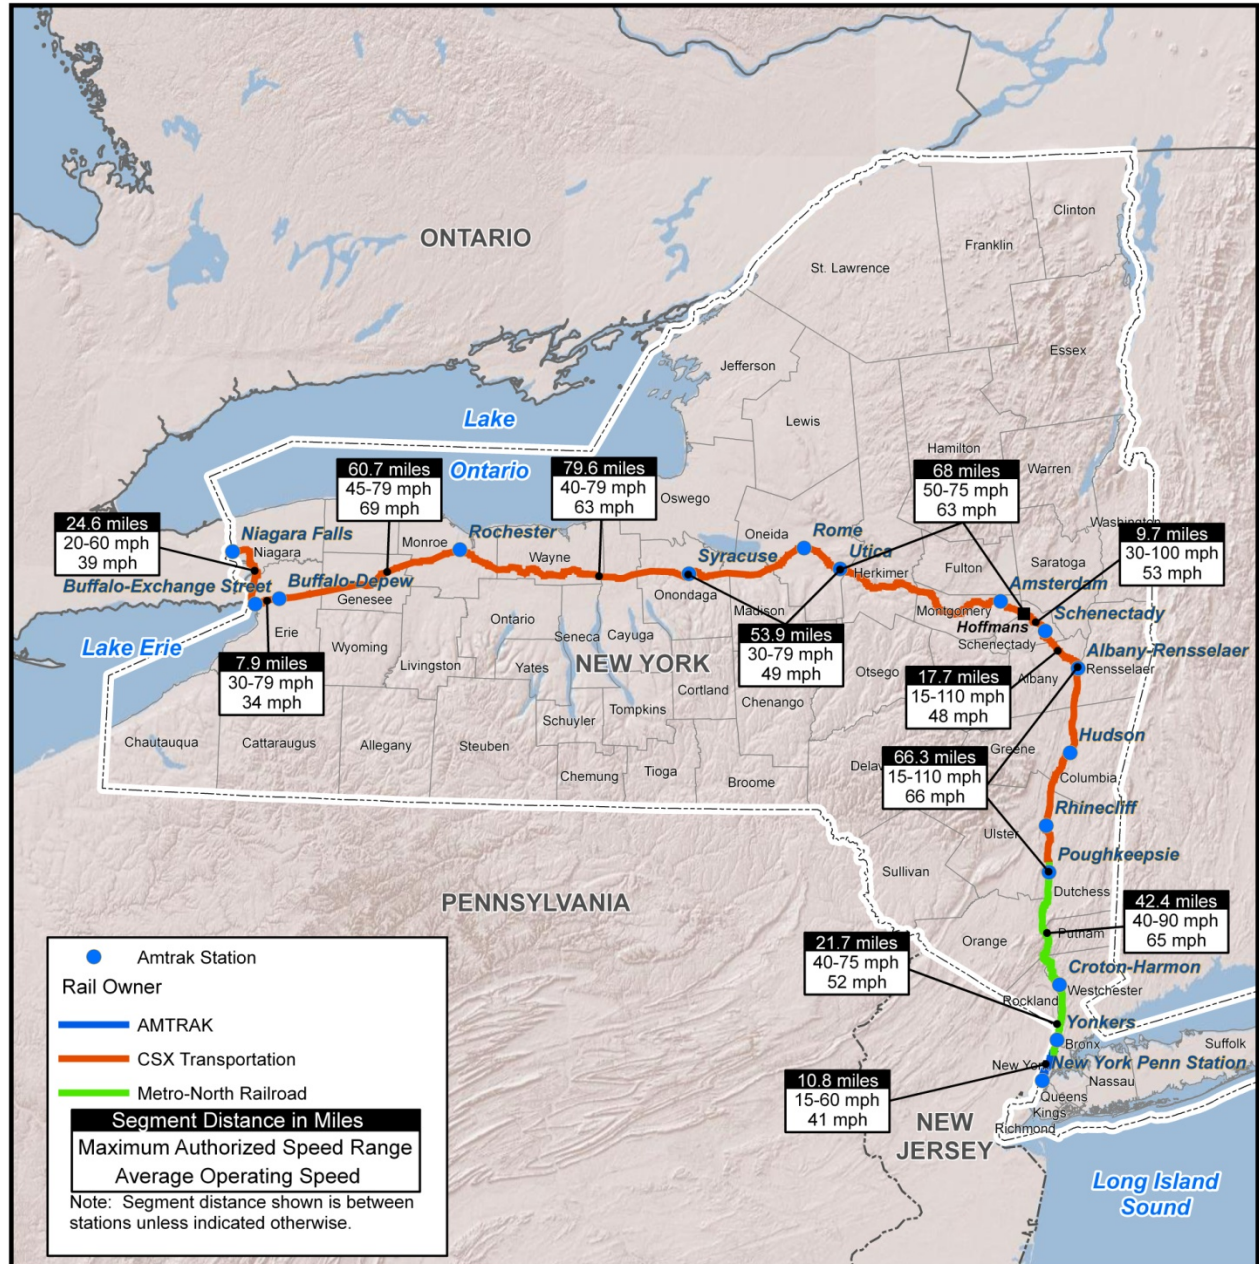 ONTARIO
Clinton
Franklin
St. Lawrence
Essex
Jefferson
Lewis
Hamilton
Warren
Washington
Lake
Ontario
Oswego
Oneida
60.7 miles
45-79 mph
69 mph
79.6 miles
40-79 mph
63 mph
68 miles
50-75 mph
63 mph
24.6 miles
20-60 mph
39 mph
9.7 miles
30-100 mph
53 mph
Niagara Falls
Niagara
Monroe
Rochester
Wayne
Syracuse
Rome
Utica
Herkimer
Fulton
Saratoga
Amsterdam
Buffalo-Exchange Street
Buffalo-Depew
Genesee
Onondaga
Madison
Montgomery
Hoffmans
Schenectady
Schenectady
Lake Erie
Erie
Wyoming
Ontario
Livingston
Seneca
Cayuga
Yates
NEW YORK
Otsego
Albany
Albany-Rensselaer
Rensselaer
7.9 miles
30-79 mph
34 mph
53.9 miles
30-79 mph
49 mph
17.7 miles
15-110 mph
48 mph
Cortland
Chenango
Tompkins
Schuyler
Chautauqua
Cattaraugus
Allegany
Steuben
Chemung
Tioga
Broome
Delaw
Greene
Hudson
Columbia
66.3 miles
15-110 mph
66 mph
Rhinecliff
Ulster
Poughkeepsie
Sullivan
Dutchess
PENNSYLVANIA
Orange
Putnam
42.4 miles
40-90 mph
65 mph
21.7 miles
40-75 mph
52 mph
Croton-Harmon
Westchester
Rockland
Yonkers
Bronx
Suffolk
New York
New York Penn Station
Nassau
Queens
Kings
Richmond
10.8 miles
15-60 mph
41 mph
NEW
JERSEY
Long Island
Sound
Amtrak Station
Rail Owner
AMTRAK
CSX Transportation
Metro-North Railroad
Segment Distance in Miles
Maximum Authorized Speed Range
Average Operating Speed
Note: Segment distance shown is between
stations unless indicated otherwise.